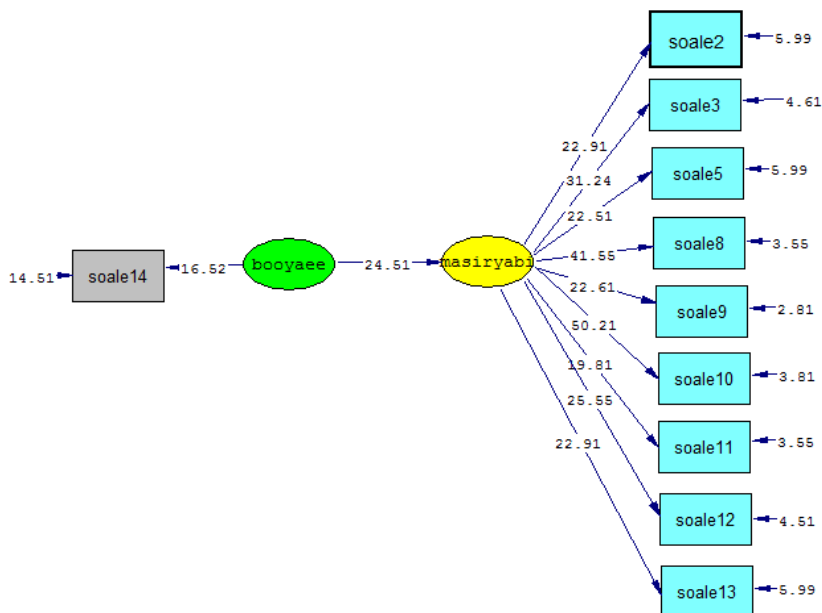 soale2
5.99
soale3
4.61
22.91
31.24
soale5
5.99
22.51
soale14
14.51
16.52
booyaee
24.51
masiryabi
41.55
soale8
3.55
22.61
soale9
2.81
50.21
19.81
soale10
3.81
25.55
22.91
soale11
3.55
soale12
4.51
soale13
5.99